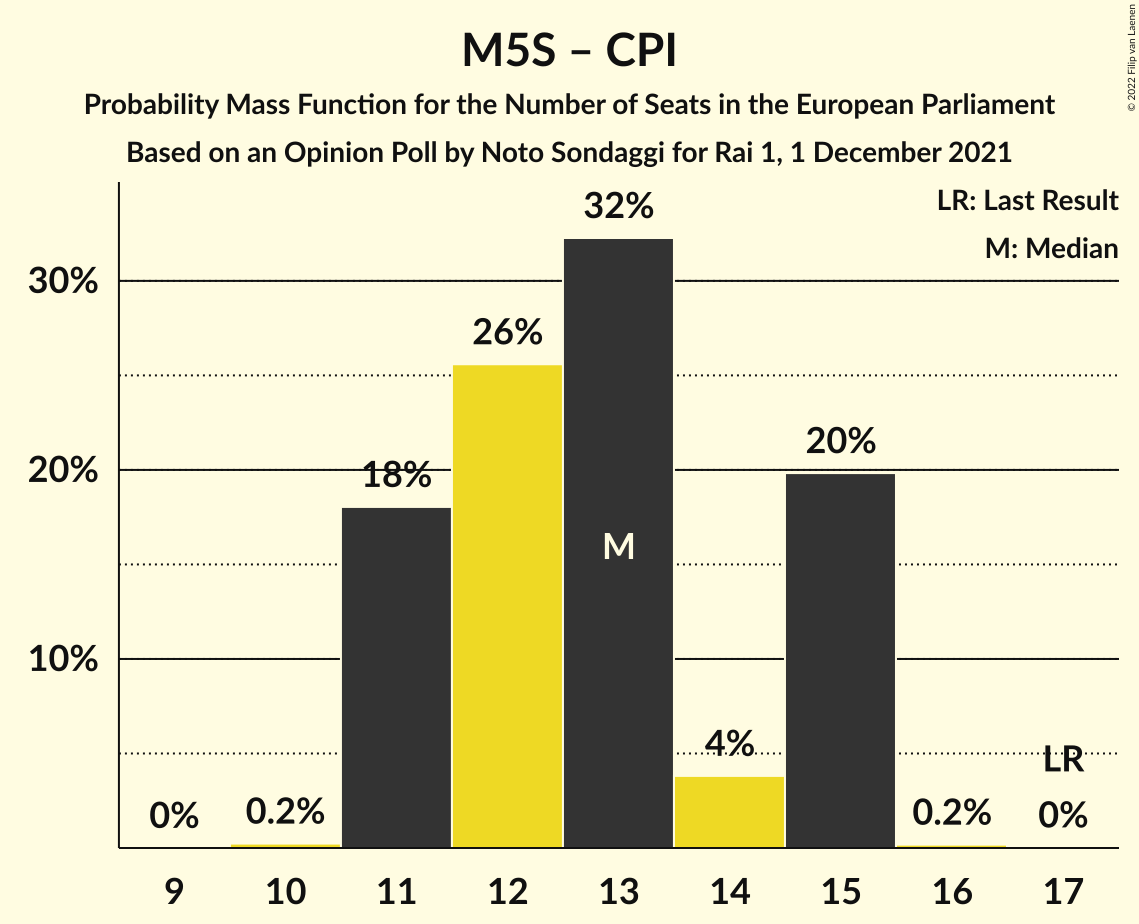 M5S – CPI
Probability Mass Function for the Number of Seats in the European Parliament
Based on an Opinion Poll by Noto Sondaggi for Rai 1, 1 December 2021
© 2022 Filip van Laenen
LR: Last Result
M: Median
30%
20%
10%
0%
0.2%
18%
26%
32%
M
4%
20%
0.2%
LR
0%
9 10 11 12 13 14 15 16 17